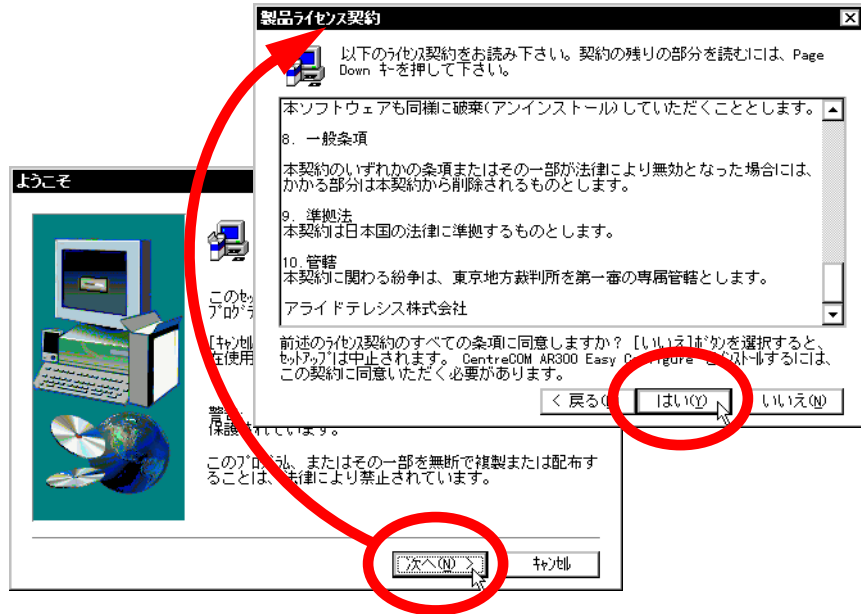 製品ライセンス契約
以下のﾗｲｾﾝｽ契約をお読み下さい。契約の残りの部分を読むには、Page
Down キーを押して下さい。
本ソフトウェアも同様に破棄(アンインストール)していただくこととします。
8. 一般条項
本契約のいずれかの条項またはその一部が法律により無効となった場合には、
かかる部分は本契約から削除されるものとします。
9. 準拠法
本契約は日本国の法律に準拠するものとします。
10.管轄
本契約に関わる紛争は、東京地方裁判所を第一審の専属管轄とします。
アライドテレシス株式会社
前述のﾗｲｾﾝｽ契約のすべての条項に同意しますか？ [いいえ]ﾎﾞﾀﾝを選択すると、
ｾｯﾄｱｯﾌﾟは中止されます。 CentreCOM AR300 Easy をｲﾝｽﾄｰﾙするには、
この契約に同意いただく必要があります。
< 戻る
はい(Y)
いいえ(N)
ようこそ
このｾｯ
ﾌﾟﾛｸﾞﾗ
[ｷｬﾝｾﾙ
在使用
警告:
保護されています。
このﾌﾟﾛｸﾞﾗﾑ、またはその一部を無断で複製または配布す
ることは、法律により禁止されています。
次へ(N) >
ｷｬﾝｾﾙ